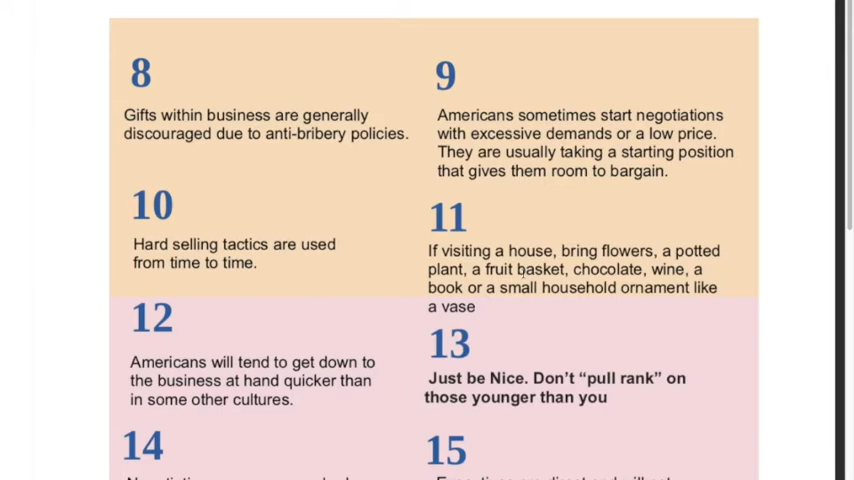 8
Gifts within business are generally
discouraged due to anti-bribery policies.
9
Americans sometimes start negotiations
with excessive demands or a low price.
They are usually taking a starting position
that gives them room to bargain.
10
Hard selling tactics are used
from time to time.
11
If visiting a house, bring flowers, a potted
plant, a fruit basket, chocolate, wine, a
book or a small household ornament like
a vase
12
Americans will tend to get down to
the business at hand quicker than
in some other cultures.
13
Just be Nice. Don’t “pull rank” on
those younger than you
14
15